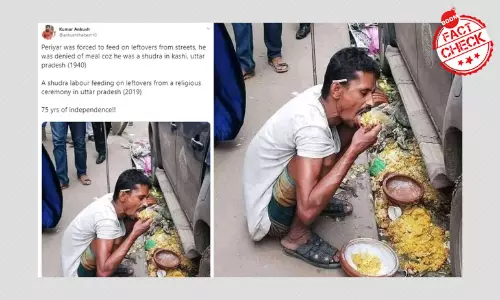 Kumar Ankush
Periyar was forced to feed on leftovers from streets, he
was denied of meal coz he was a shudra in kashi, uttar
pradesh (1940)
A shudra labour feeding on leftovers from a religious
ceremony in uttar pradesh (2019)
75 yrs of independence!!!
BOOM
FACT
CHECK